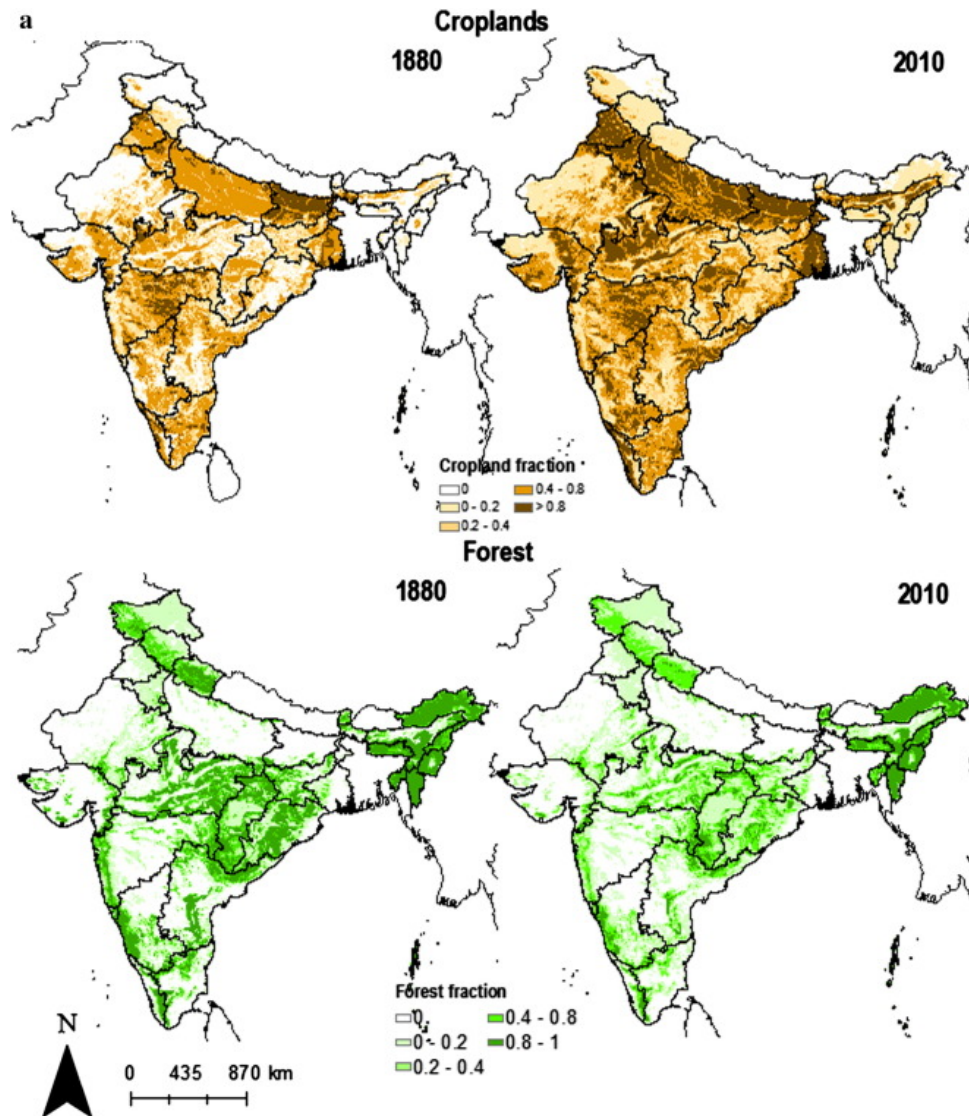 a
Croplands
1880
2010
Cropland fraction
0
0 - 0.2
0.2 - 0.4
0.4 - 0.8
> 0.8
Forest
1880
2010
Forest fraction
0
0 - 0.2
0.2 - 0.4
0.4 - 0.8
0.8 - 1
N
0 435 870 km